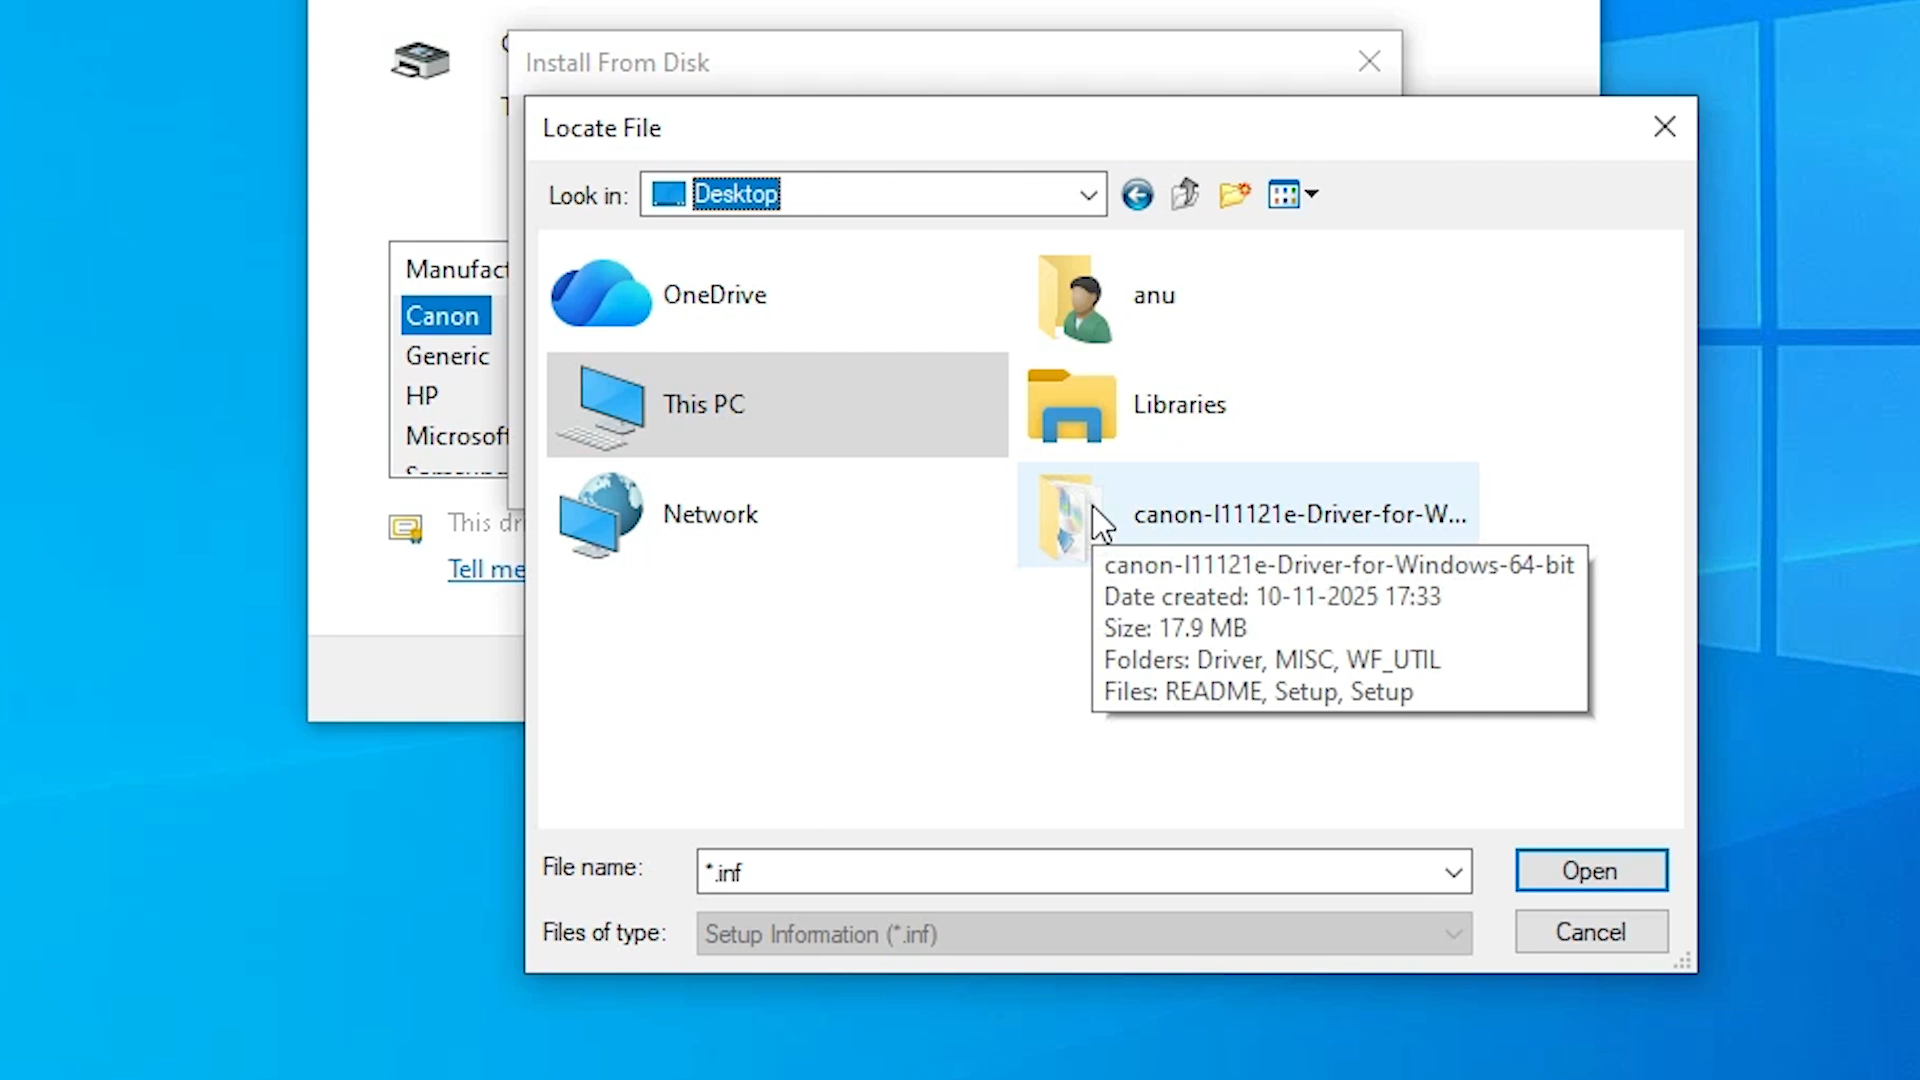 Install From Disk
Locate File
Look in: Desktop
OneDrive
anu
This PC
Libraries
Network
canon-l11121e-Driver-for-W...
canon-l11121e-Driver-for-Windows-64-bit
Date created: 10-11-2025 17:33
Size: 17.9 MB
Folders: Driver, MISC, WF_UTIL
Files: README, Setup, Setup
File name: *.inf
Open
Files of type: Setup Information (*.inf)
Cancel
Manufact
Canon
Generic
HP
Microsoft
This dri
Tell me